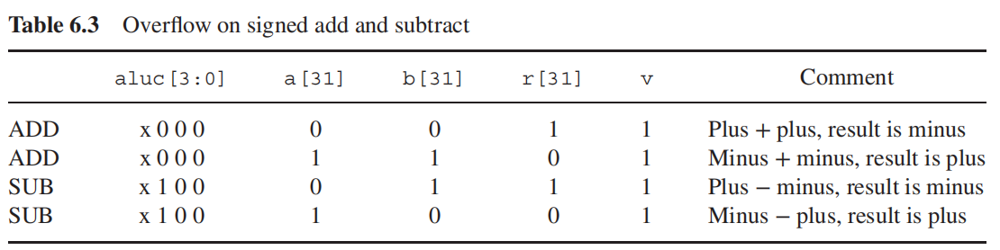 Table 6.3 Overflow on signed add and subtract
aluc[3:0] a[31] b[31] r[31] v Comment
ADD x 0 0 0 0 0 1 1 Plus + plus, result is minus
ADD x 0 0 0 1 1 0 1 Minus + minus, result is plus
SUB x 1 0 0 0 1 1 1 Plus − minus, result is minus
SUB x 1 0 0 1 0 0 1 Minus − plus, result is plus